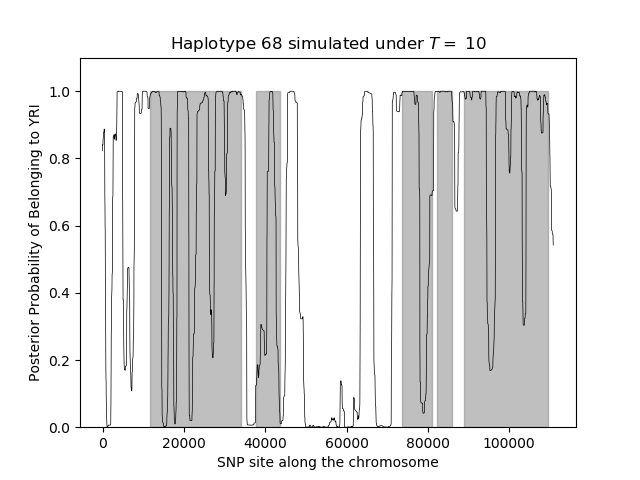 Haplotype 68 simulated under T = 10
Posterior Probability of Belonging to YRI
1.0
0.8
0.6
0.4
0.2
0.0
0 20000 40000 60000 80000 100000
SNP site along the chromosome